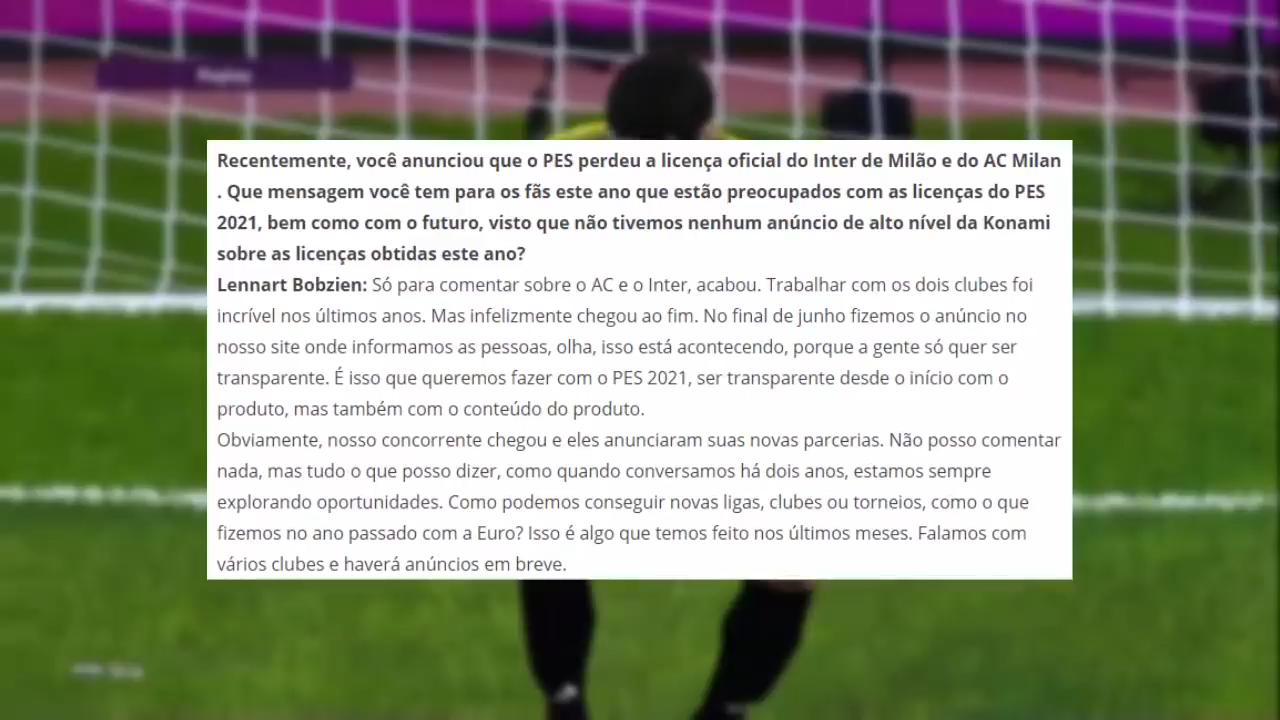 Replay
Recentemente, você anunciou que o PES perdeu a licença oficial do Inter de Milão e do AC Milan
. Que mensagem você tem para os fãs este ano que estão preocupados com as licenças do PES
2021, bem como com o futuro, visto que não tivemos nenhum anúncio de alto nível da Konami
sobre as licenças obtidas este ano?
Lennart Bobzien: Só para comentar sobre o AC e o Inter, acabou. Trabalhar com os dois clubes foi
incrível nos últimos anos. Mas infelizmente chegou ao fim. No final de junho fizemos o anúncio no
nosso site onde informamos as pessoas, olha, isso está acontecendo, porque a gente só quer ser
transparente. É isso que queremos fazer com o PES 2021, ser transparente desde o início com o
produto, mas também com o conteúdo do produto.
Obviamente, nosso concorrente chegou e eles anunciaram suas novas parcerias. Não posso comentar
nada, mas tudo o que posso dizer, como quando conversamos há dois anos, estamos sempre
explorando oportunidades. Como podemos conseguir novas ligas, clubes ou torneios, como o que
fizemos no ano passado com a Euro? Isso é algo que temos feito nos últimos meses. Falamos com
vários clubes e haverá anúncios em breve.